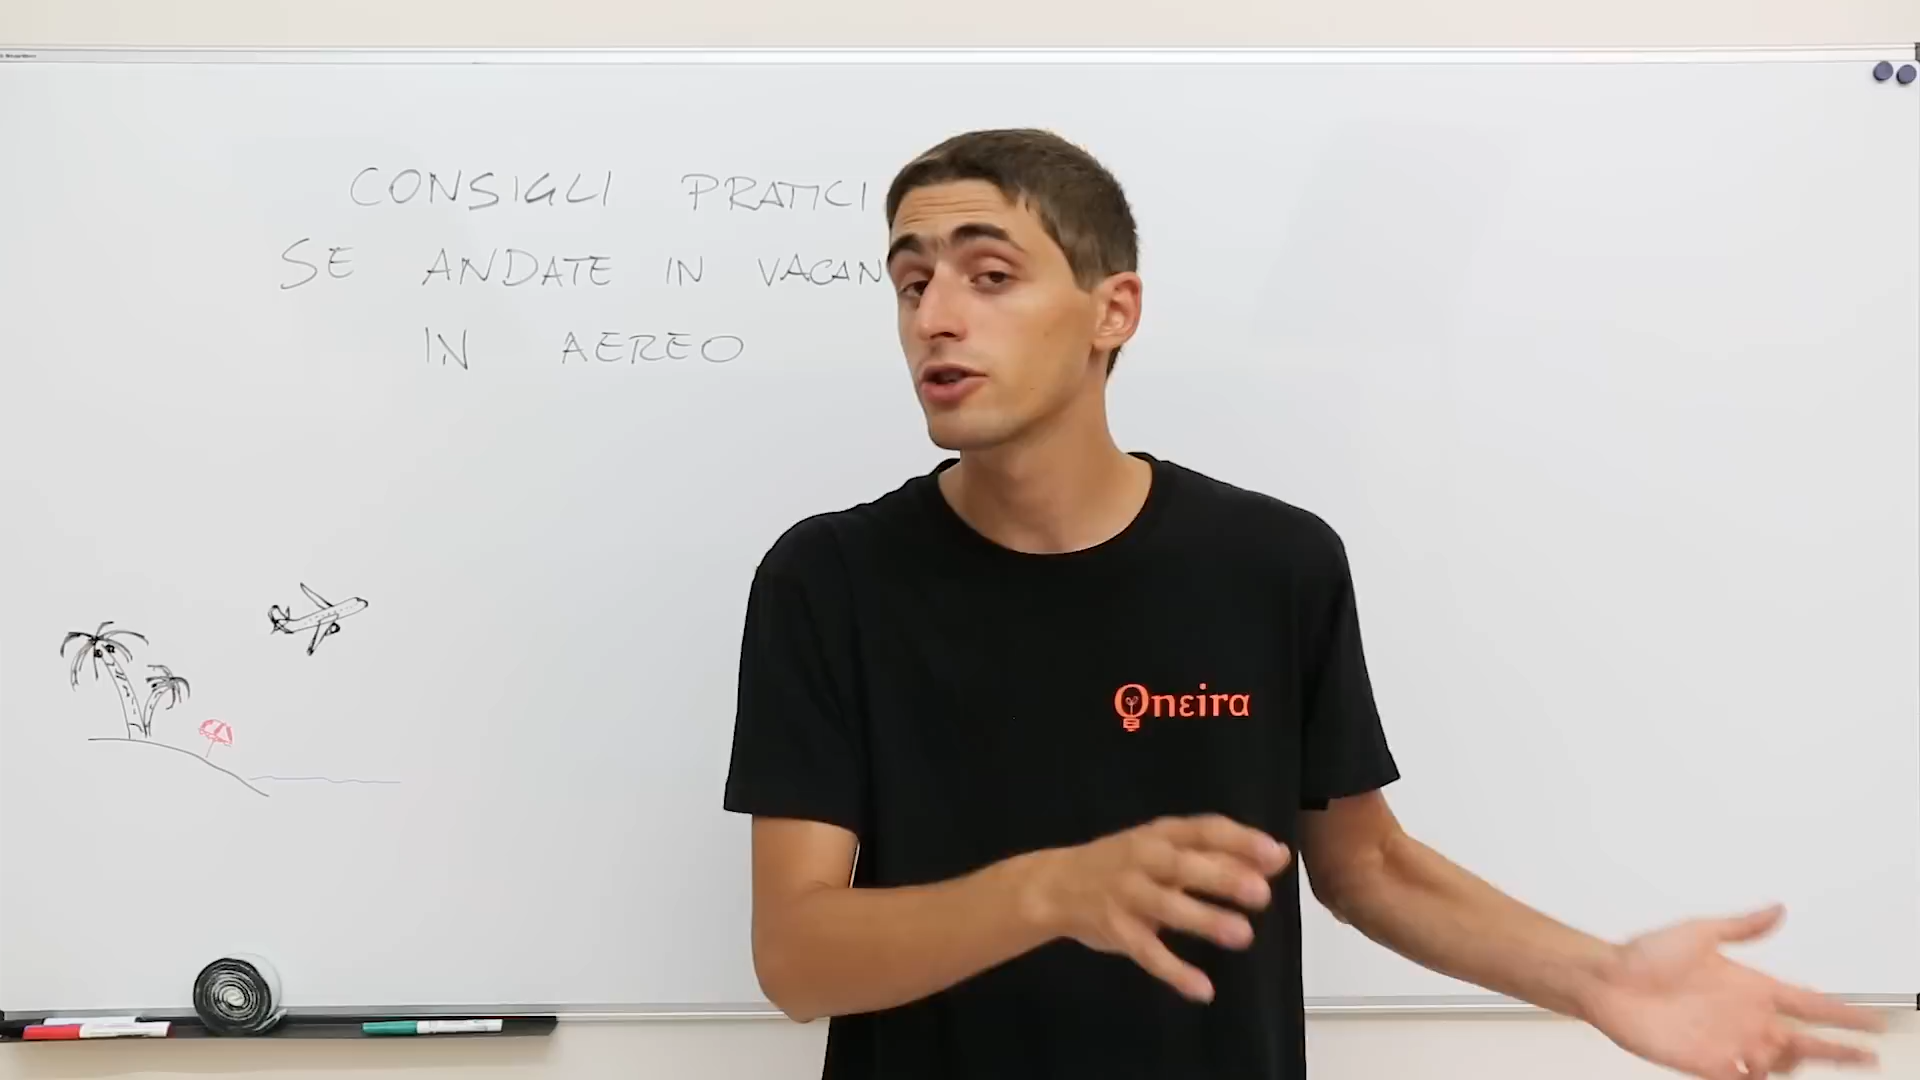 CONSIGLI PRATICI
SE ANDATE IN VACAN
IN AEREO
Oneira